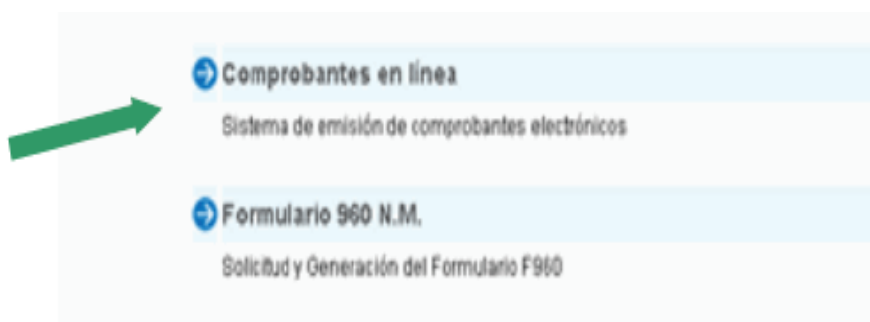 Comprobantes en línea
Sistema de emisión de comprobantes electrónicos
Formulario 960 N.M.
Solicitud y Generación del Formulario F960